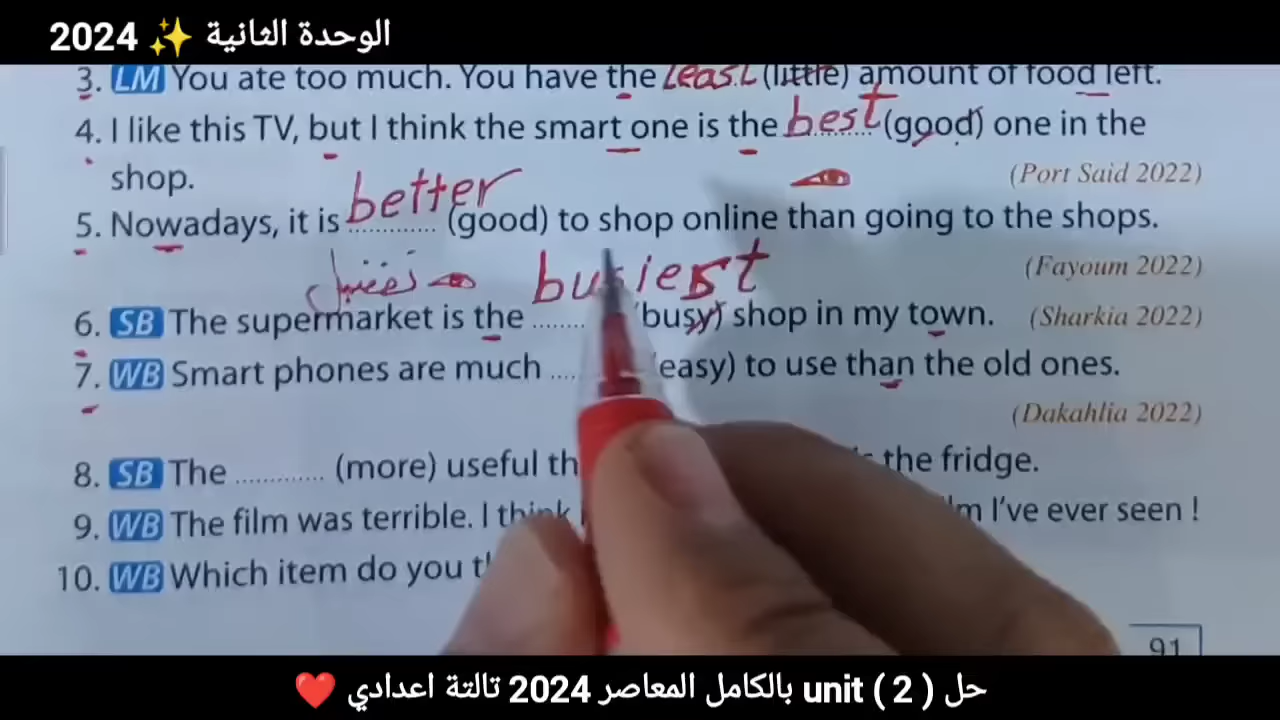 الوحدة الثانية ✨ 2024
3. LM You ate too much. You have the least (little) amount of food left.
4. I like this TV, but I think the smart one is the best (good) one in the
shop. (Port Said 2022)
better
5. Nowadays, it is ............ (good) to shop online than going to the shops.
تفضيل busiest (Fayoum 2022)
6. SB The supermarket is the ........ (busy) shop in my town. (Sharkia 2022)
7. WB Smart phones are much .... (easy) to use than the old ones.
(Dakahlia 2022)
8. SB The ............ (more) useful the fridge.
9. WB The film was terrible. I think I've ever seen !
10. WB Which item do you
91
حل unit ( 2 ) بالكامل المعاصر 2024 تالتة اعدادي ❤️